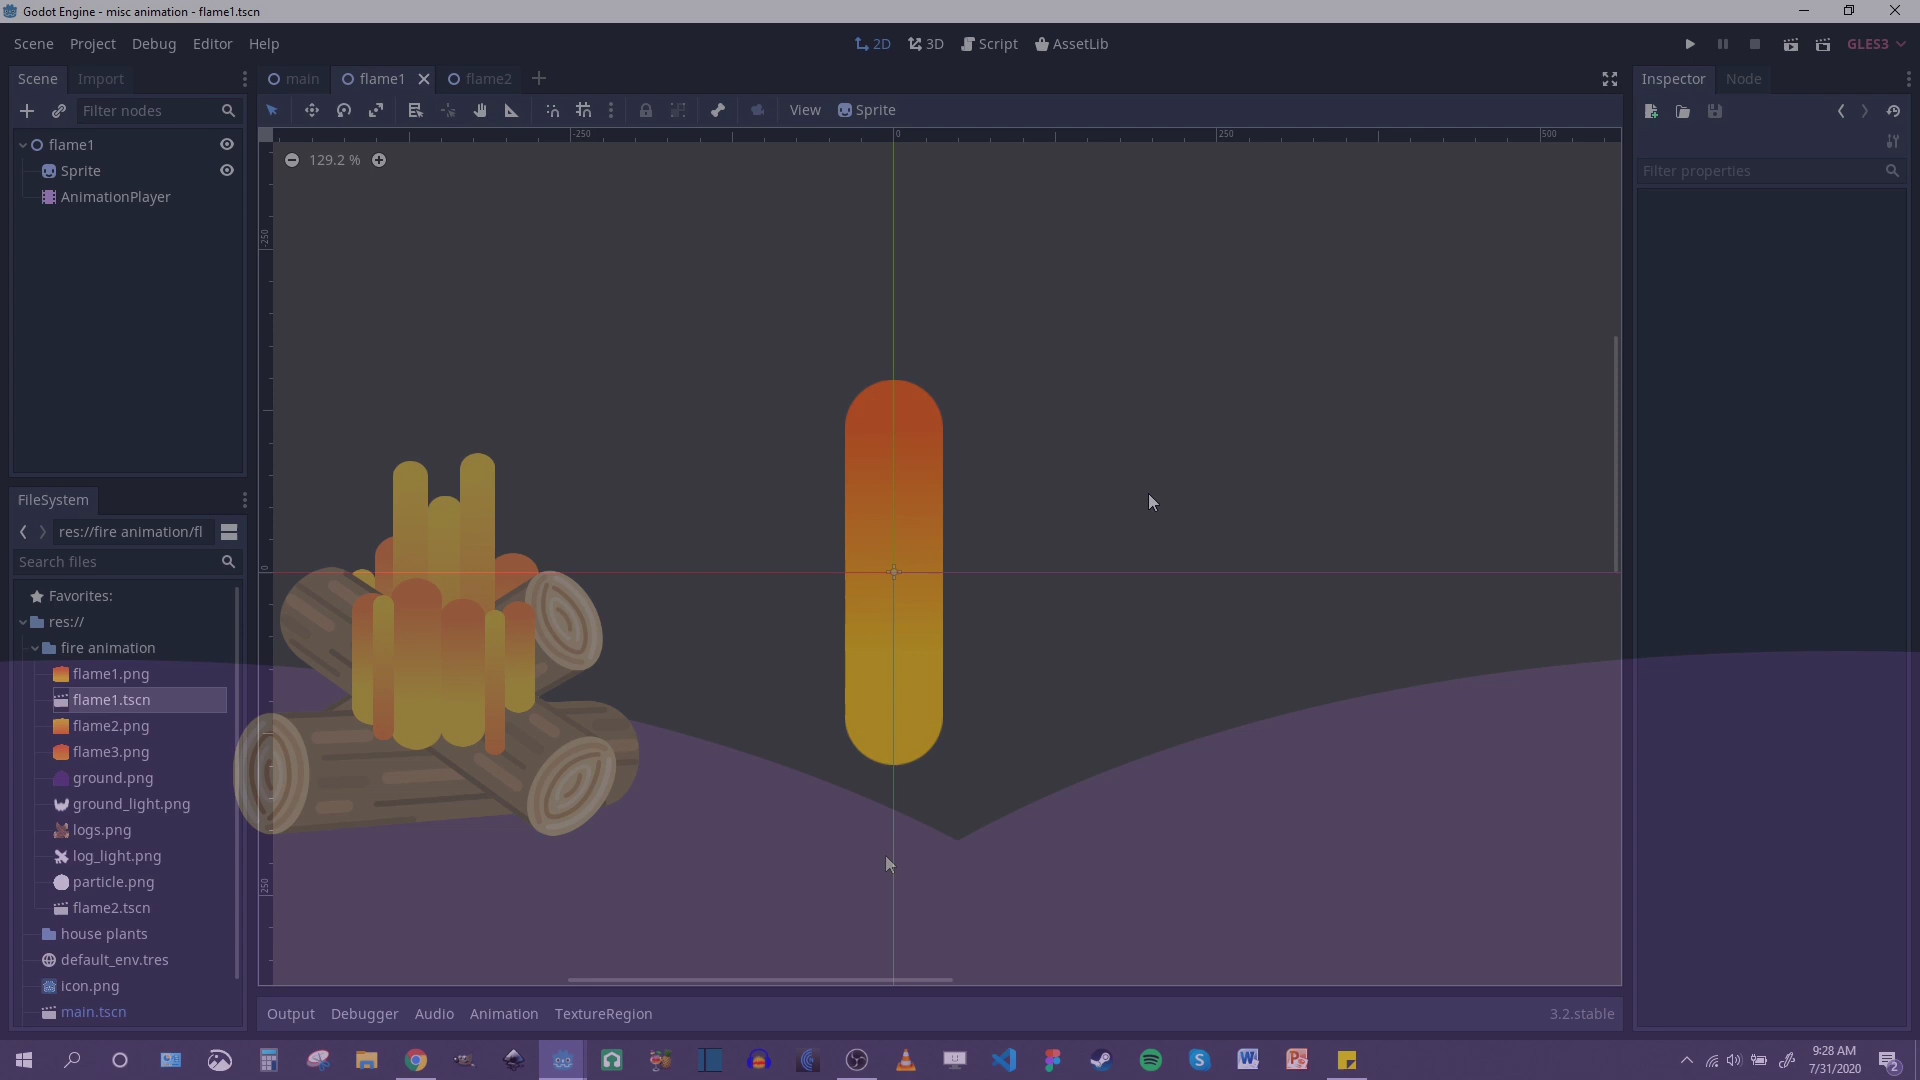 Godot Engine - misc animation - flame1.tscn
Scene Project Debug Editor Help
2D 3D Script AssetLib
GLES3
Scene Import
main flame1 flame2
Inspector Node
Filter nodes
View Sprite
129.2 %
-250 0 250 500
-250
0
250
flame1
Sprite
AnimationPlayer
Filter properties
FileSystem
res://fire animation/fl
Search files
Favorites:
res://
fire animation
flame1.png
flame1.tscn
flame2.png
flame3.png
ground.png
ground_light.png
logs.png
log_light.png
particle.png
flame2.tscn
house plants
default_env.tres
icon.png
main.tscn
Output Debugger Audio Animation TextureRegion
3.2.stable
9:28 AM
7/31/2020
2